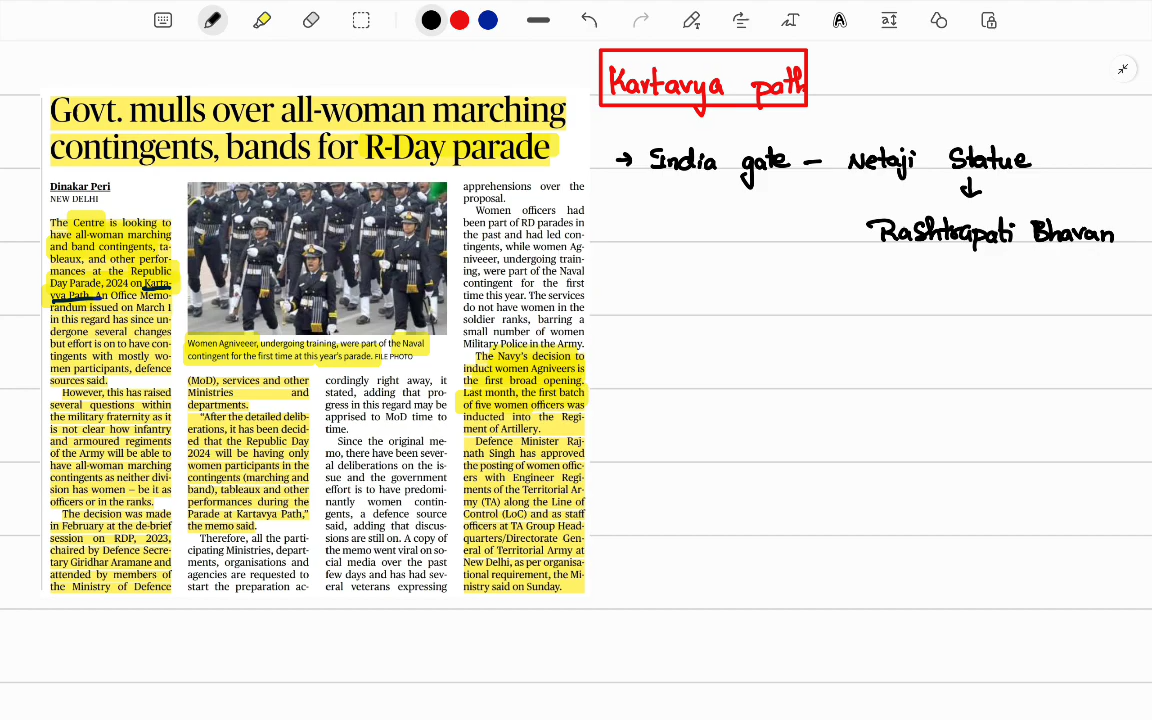 Govt. mulls over all-woman marching
contingents, bands for R-Day parade
Dinakar Peri
NEW DELHI
The Centre is looking to
have all-woman marching
and band contingents, ta-
bleaux, and other perfor-
mances at the Republic
Day Parade, 2024 on Karta-
vya Path. An Office Memo-
randum issued on March 1
in this regard has since un-
dergone several changes
but effort is on to have con-
tingents with mostly wo-
men participants, defence
sources said.
However, this has raised
several questions within
the military fraternity as it
is not clear how infantry
and armoured regiments
of the Army will be able to
have all-woman marching
contingents as neither divi-
sion has women – be it as
officers or in the ranks.
The decision was made
in February at the de-brief
session on RDP, 2023,
chaired by Defence Secre-
tary Giridhar Aramane and
attended by members of
the Ministry of Defence
Women Agniveeer, undergoing training, were part of the Naval
contingent for the first time at this year's parade. FILE PHOTO
(MoD), services and other
Ministries and
departments.
“After the detailed delib-
erations, it has been decid-
ed that the Republic Day
2024 will be having only
women participants in the
contingents (marching and
band), tableaux and other
performances during the
Parade at Kartavya Path,”
the memo said.
Therefore, all the parti-
cipating Ministries, depart-
ments, organisations and
agencies are requested to
start the preparation ac-
cordingly right away, it
stated, adding that pro-
gress in this regard may be
apprised to MoD time to
time.
Since the original me-
mo, there have been sever-
al deliberations on the is-
sue and the government
effort is to have predomi-
nantly women contin-
gents, a defence source
said, adding that discus-
sions are still on. A copy of
the memo went viral on so-
cial media over the past
few days and has had sev-
eral veterans expressing
apprehensions over the
proposal.
Women officers had
been part of RD parades in
the past and had led con-
tingents, while women Ag-
niveeer, undergoing train-
ing, were part of the Naval
contingent for the first
time this year. The services
do not have women in the
soldier ranks, barring a
small number of women
Military Police in the Army.
The Navy's decision to
induct women Agniveers is
the first broad opening.
Last month, the first batch
of five women officers was
inducted into the Regi-
ment of Artillery.
Defence Minister Raj-
nath Singh has approved
the posting of women offic-
ers with Engineer Regi-
ments of the Territorial Ar-
my (TA) along the Line of
Control (LoC) and as staff
officers at TA Group Head-
quarters/Directorate Gen-
eral of Territorial Army at
New Delhi, as per organisa-
tional requirement, the Mi-
nistry said on Sunday.
Kartavya path
→ India gate – Netaji Statue
↓
Rashtrapati Bhavan